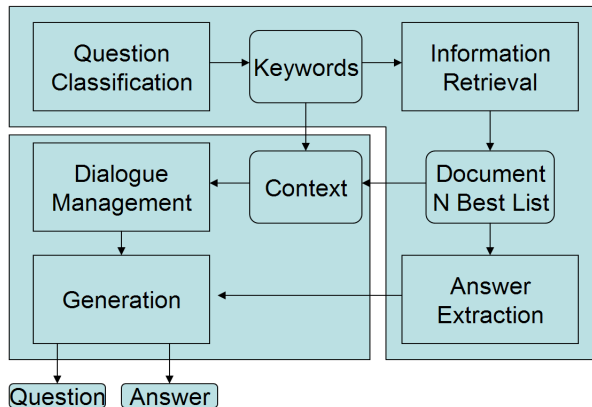 Question
Classification
Keywords
Information
Retrieval
Dialogue
Management
Context
Document
N Best List
Generation
Answer
Extraction
Question
Answer